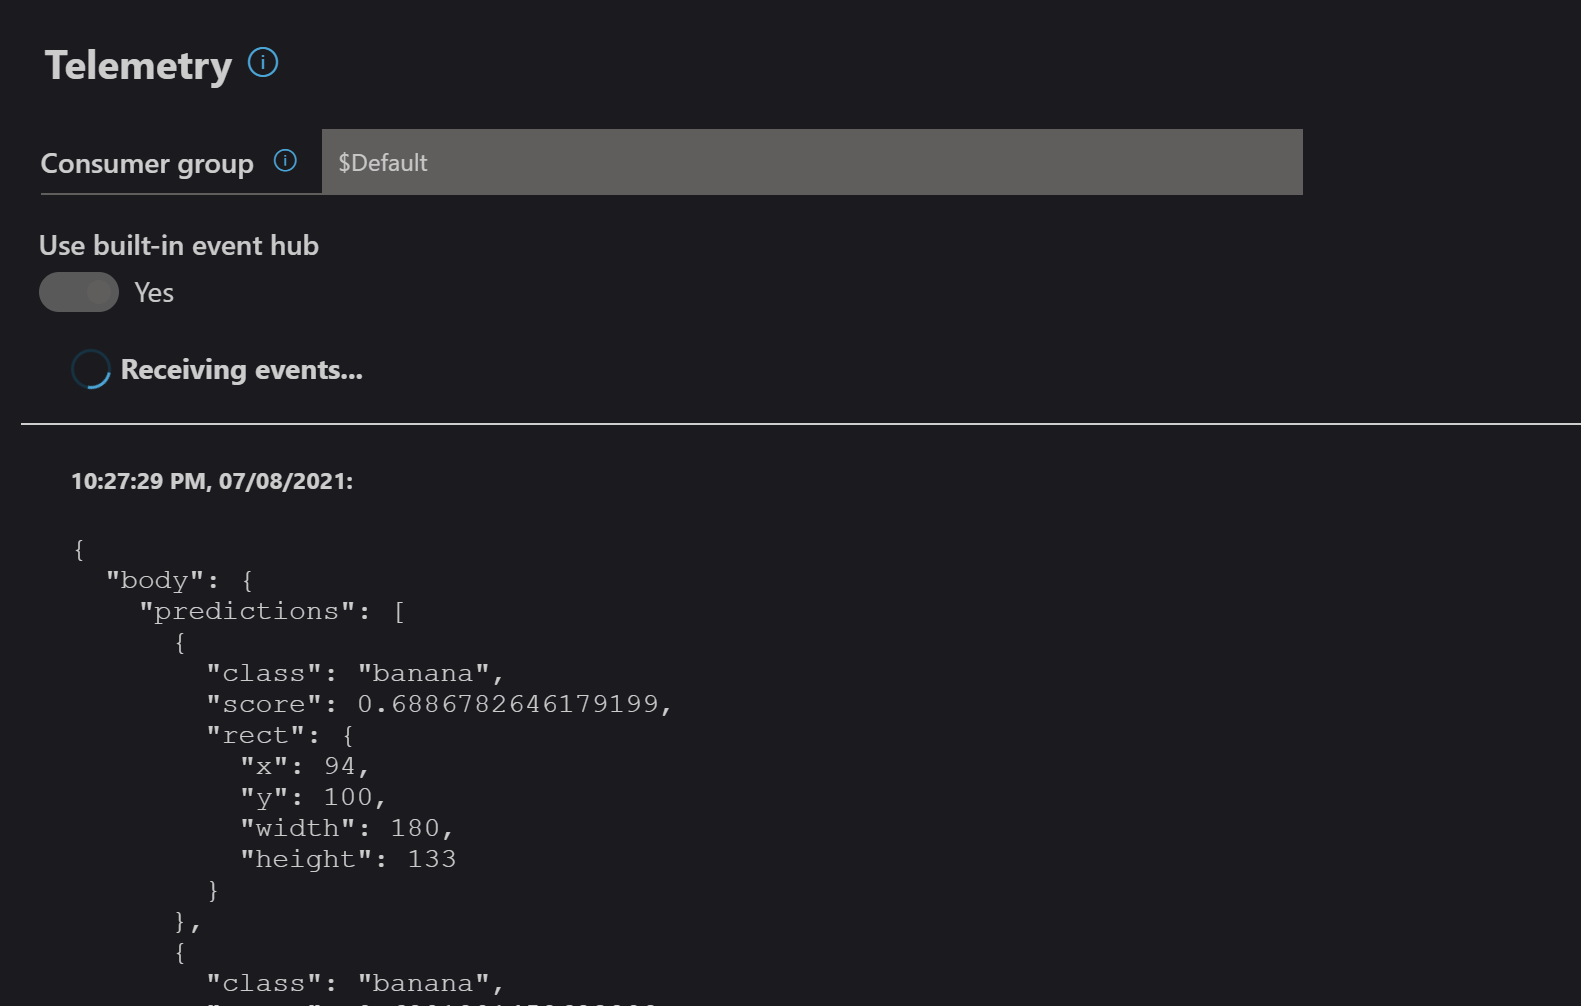 Telemetry
Consumer group $Default
Use built-in event hub
Yes
Receiving events...
10:27:29 PM, 07/08/2021:
{
"body": {
"predictions": [
{
"class": "banana",
"score": 0.6886782646179199,
"rect": {
"x": 94,
"y": 100,
"width": 180,
"height": 133
}
},
{
"class": "banana",